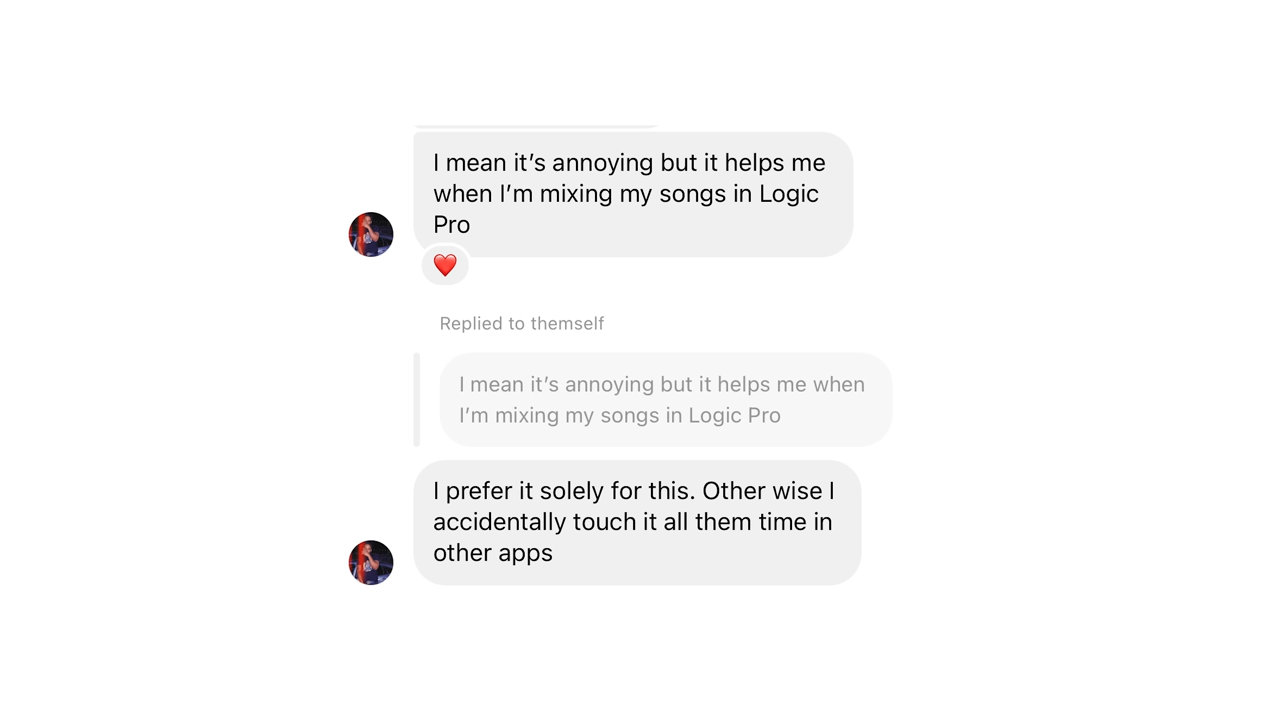 I mean it’s annoying but it helps me
when I’m mixing my songs in Logic
Pro
Replied to themself
I mean it’s annoying but it helps me when
I’m mixing my songs in Logic Pro
I prefer it solely for this. Other wise I
accidentally touch it all them time in
other apps